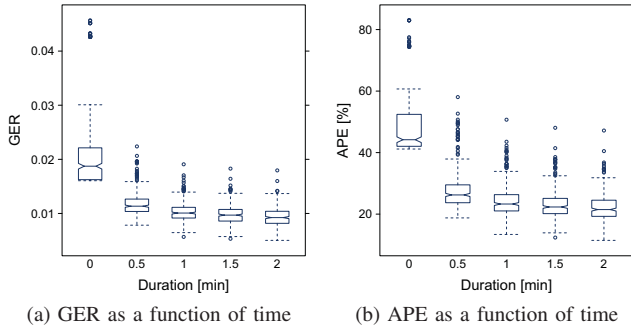 0.04
0.03
0.02
0.01
GER
0 0.5 1 1.5 2
Duration [min]
(a) GER as a function of time
80
60
40
20
APE [%]
0 0.5 1 1.5 2
Duration [min]
(b) APE as a function of time